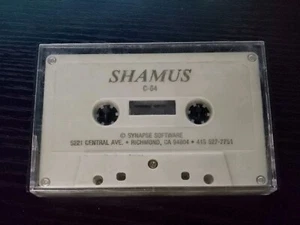 SHAMUS
C-64
© SYNAPSE SOFTWARE
5221 CENTRAL AVE. • RICHMOND, CA 94804 • 415 527-7751